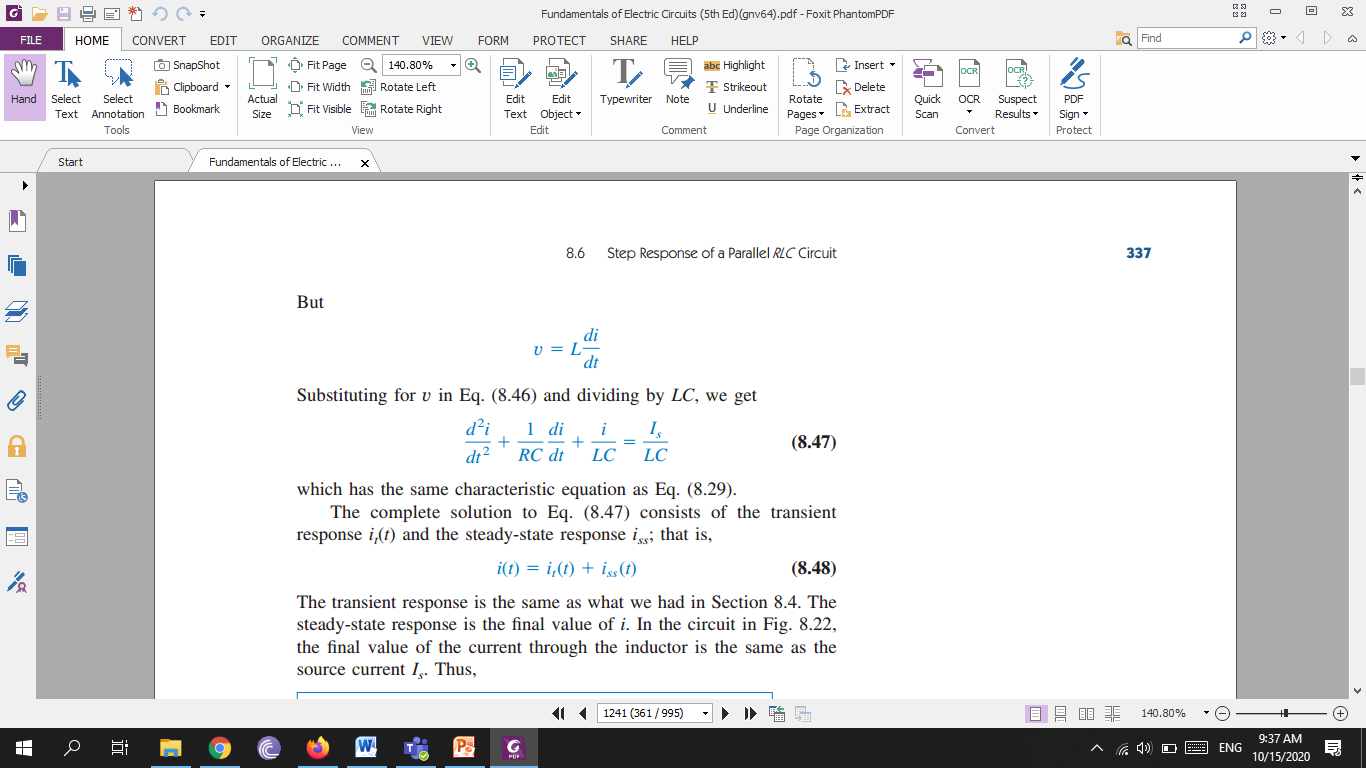 Fundamentals of Electric Circuits (5th Ed)(gnv64).pdf - Foxit PhantomPDF
FILE HOME CONVERT EDIT ORGANIZE COMMENT VIEW FORM PROTECT SHARE HELP Find
Hand
Select Text
Select Annotation
SnapShot
Clipboard
Bookmark
Tools
Actual Size
Fit Page
Fit Width
Fit Visible
140.80%
Rotate Left
Rotate Right
View
Edit Text
Edit Object
Edit
Typewriter
Note
abc Highlight
Strikeout
Underline
Comment
Rotate Pages
Insert
Delete
Extract
Page Organization
Quick Scan
OCR
OCR
OCR
Suspect Results
Convert
PDF Sign
Protect
Start
Fundamentals of Electric ...
8.6 Step Response of a Parallel RLC Circuit 337
But
v = L di/dt
Substituting for v in Eq. (8.46) and dividing by LC, we get
d²i/dt² + 1/RC di/dt + i/LC = Iₛ/LC (8.47)
which has the same characteristic equation as Eq. (8.29).
The complete solution to Eq. (8.47) consists of the transient
response iₜ(t) and the steady-state response iₛₛ; that is,
i(t) = iₜ(t) + iₛₛ(t) (8.48)
The transient response is the same as what we had in Section 8.4. The
steady-state response is the final value of i. In the circuit in Fig. 8.22,
the final value of the current through the inductor is the same as the
source current Iₛ. Thus,
1241 (361 / 995)
140.80%
PDF
ENG
9:37 AM
10/15/2020